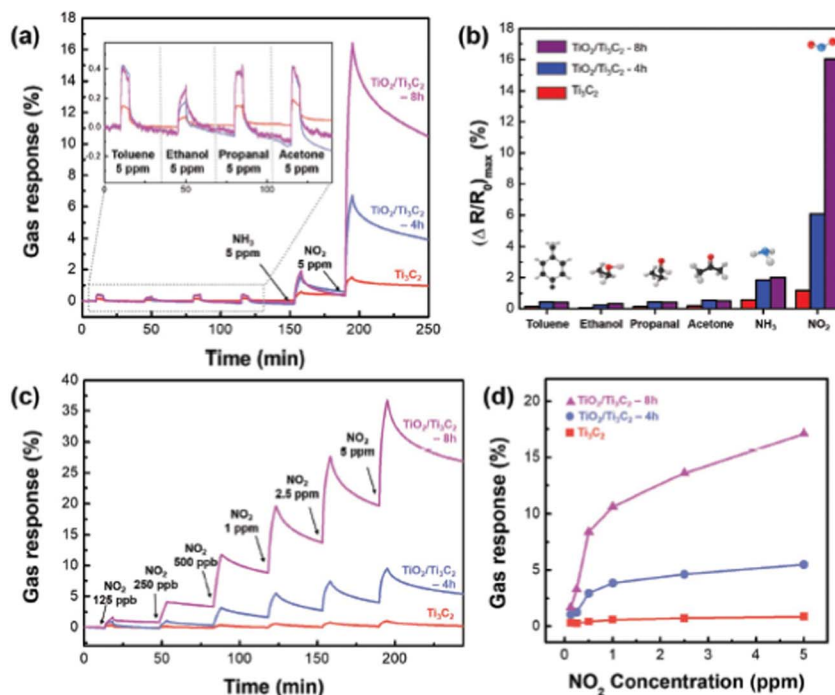 (a)
Gas response (%)
18
16
14
12
10
8
6
4
2
0
0.4
0.2
0.0
-0.2
Toluene Ethanol Propanal Acetone
5 ppm 5 ppm 5 ppm 5 ppm
0 50 100
TiO₂/Ti₃C₂
– 8h
TiO₂/Ti₃C₂
– 4h
Ti₃C₂
NH₃
5 ppm
NO₂
5 ppm
0 50 100 150 200 250
Time (min)
(b)
(Δ R/R₀)max (%)
18
16
14
12
10
8
6
4
2
0
TiO₂/Ti₃C₂ - 8h
TiO₂/Ti₃C₂ - 4h
Ti₃C₂
Toluene Ethanol Propanal Acetone NH₃ NO₂
(c)
Gas response (%)
40
35
30
25
20
15
10
5
0
NO₂
125 ppb
NO₂
250 ppb
NO₂
500 ppb
NO₂
1 ppm
NO₂
2.5 ppm
NO₂
5 ppm
TiO₂/Ti₃C₂
– 8h
TiO₂/Ti₃C₂
– 4h
Ti₃C₂
0 50 100 150 200
Time (min)
(d)
Gas response (%)
20
15
10
5
0
TiO₂/Ti₃C₂ – 8h
TiO₂/Ti₃C₂ – 4h
Ti₃C₂
0 1 2 3 4 5
NO₂ Concentration (ppm)